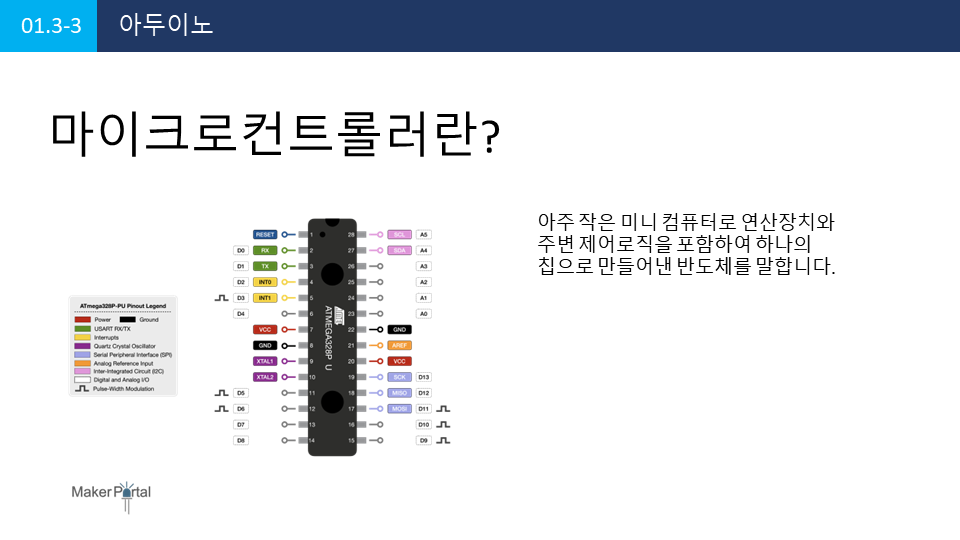 01.3-3 아두이노
마이크로컨트롤러란?
아주 작은 미니 컴퓨터로 연산장치와
주변 제어로직을 포함하여 하나의
칩으로 만들어낸 반도체를 말합니다.
RESET 1 28 SCL A5
D0 RX 2 27 SDA A4
D1 TX 3 26 A3
D2 INT0 4 25 A2
D3 INT1 5 24 A1
D4 6 23 A0
VCC 7 22 GND
GND 8 21 AREF
XTAL1 9 20 VCC
XTAL2 10 19 SCK D13
D5 11 18 MISO D12
D6 12 17 MOSI D11
D7 13 16 D10
D8 14 15 D9
ATMEGA328P U
ATmega328P-PU Pinout Legend
Power Ground
USART RX/TX
Interrupts
Quartz Crystal Oscillator
Serial Peripheral Interface (SPI)
Analog Reference Input
Inter-Integrated Circuit (I2C)
Digital and Analog I/O
Pulse-Width Modulation
Maker Portal